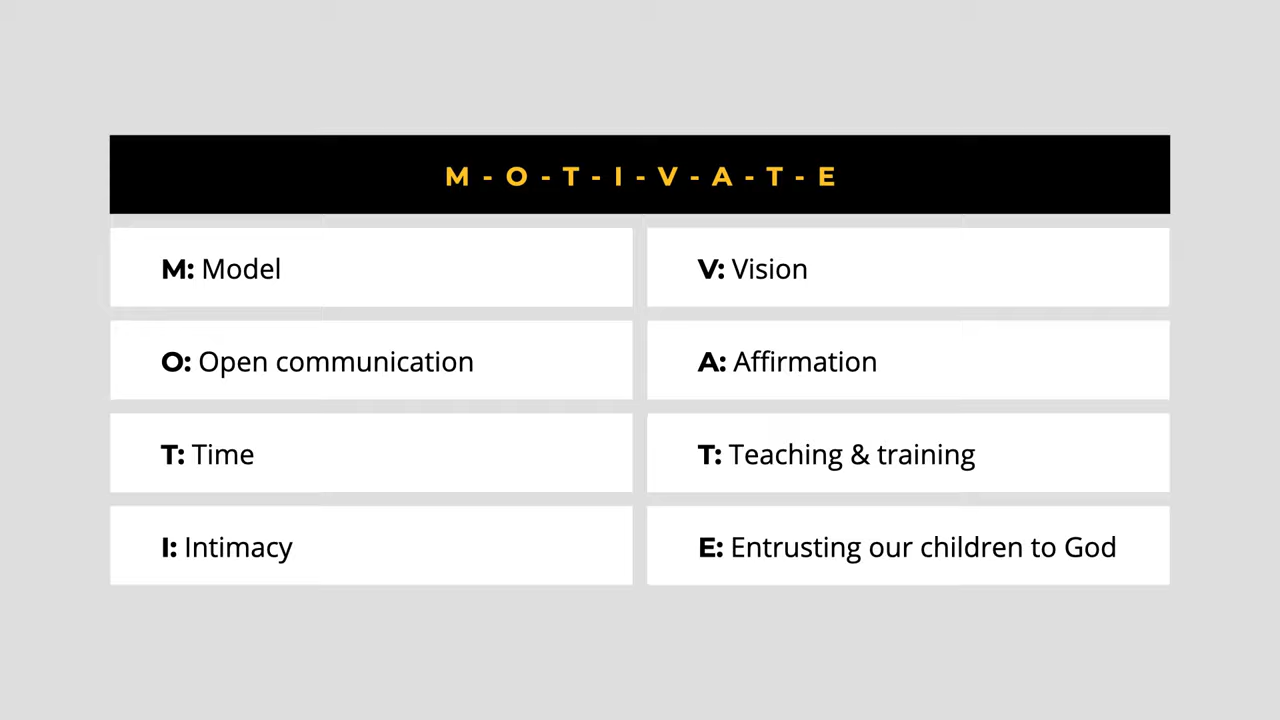 M-O-T-I-V-A-T-E
M: Model
O: Open communication
T: Time
I: Intimacy
V: Vision
A: Affirmation
T: Teaching & training
E: Entrusting our children to God